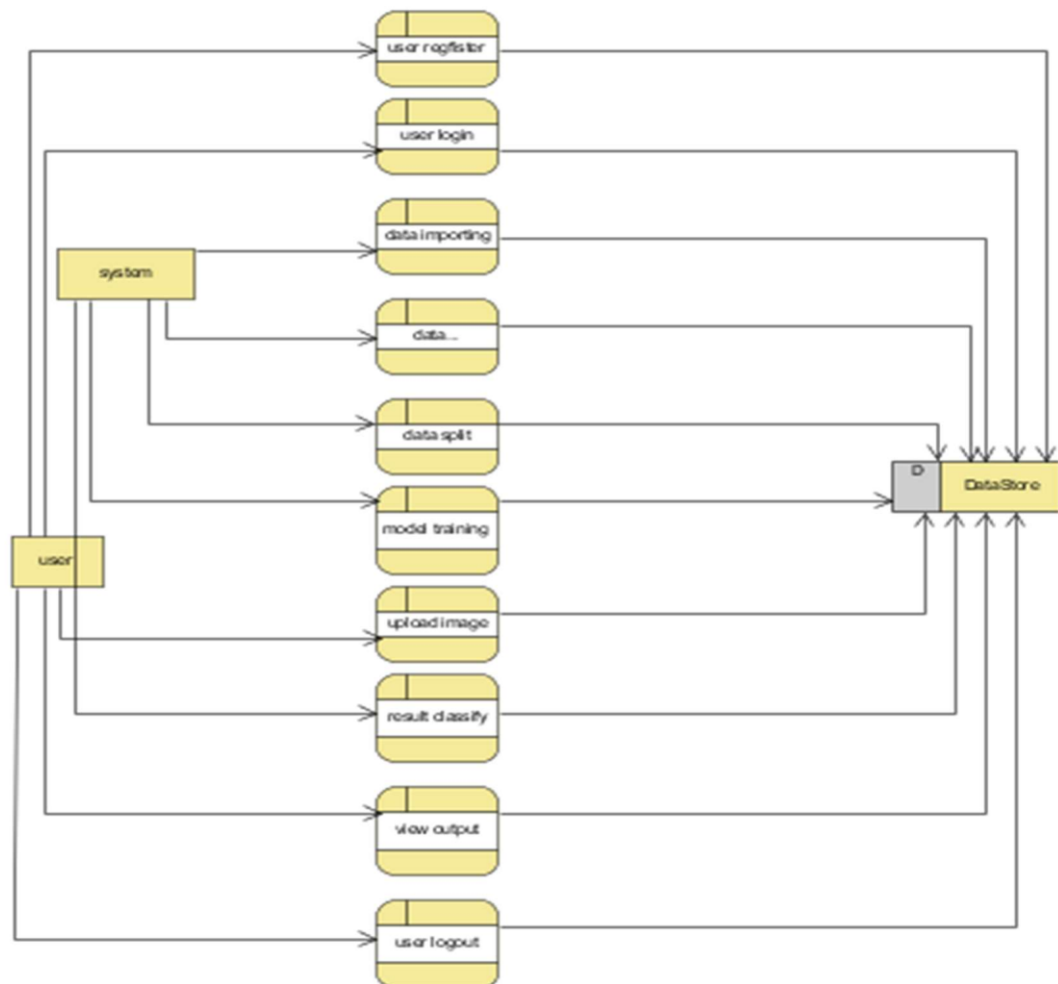 user regfister
user login
data importing
system
data...
data split
D
DataStore
model training
user
upload image
result classify
view output
user logout